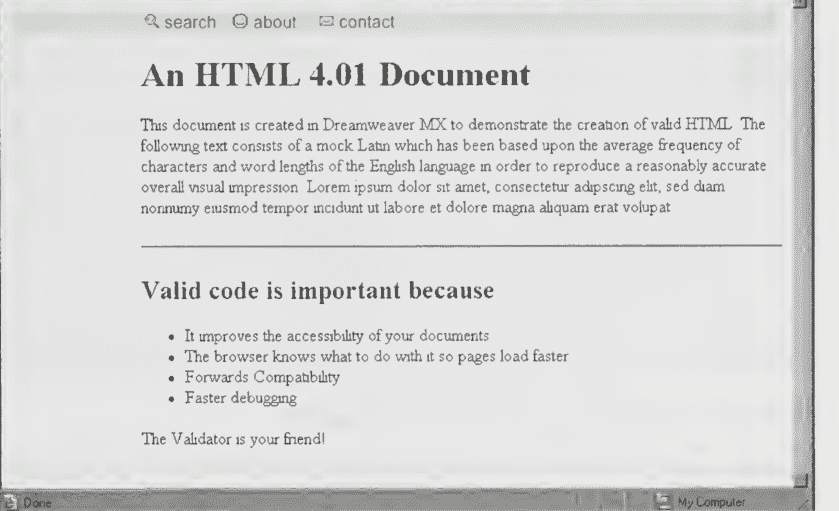 search about contact
An HTML 4.01 Document
This document is created in Dreamweaver MX to demonstrate the creation of valid HTML. The
following text consists of a mock Latin which has been based upon the average frequency of
characters and word lengths of the English language in order to reproduce a reasonably accurate
overall visual impression. Lorem ipsum dolor sit amet, consectetur adipscing elit, sed diam
nonnumy eiusmod tempor incidunt ut labore et dolore magna aliquam erat volupat
Valid code is important because
• It improves the accessibility of your documents
• The browser knows what to do with it so pages load faster
• Forwards Compatibility
• Faster debugging
The Validator is your friend!
Done My Computer